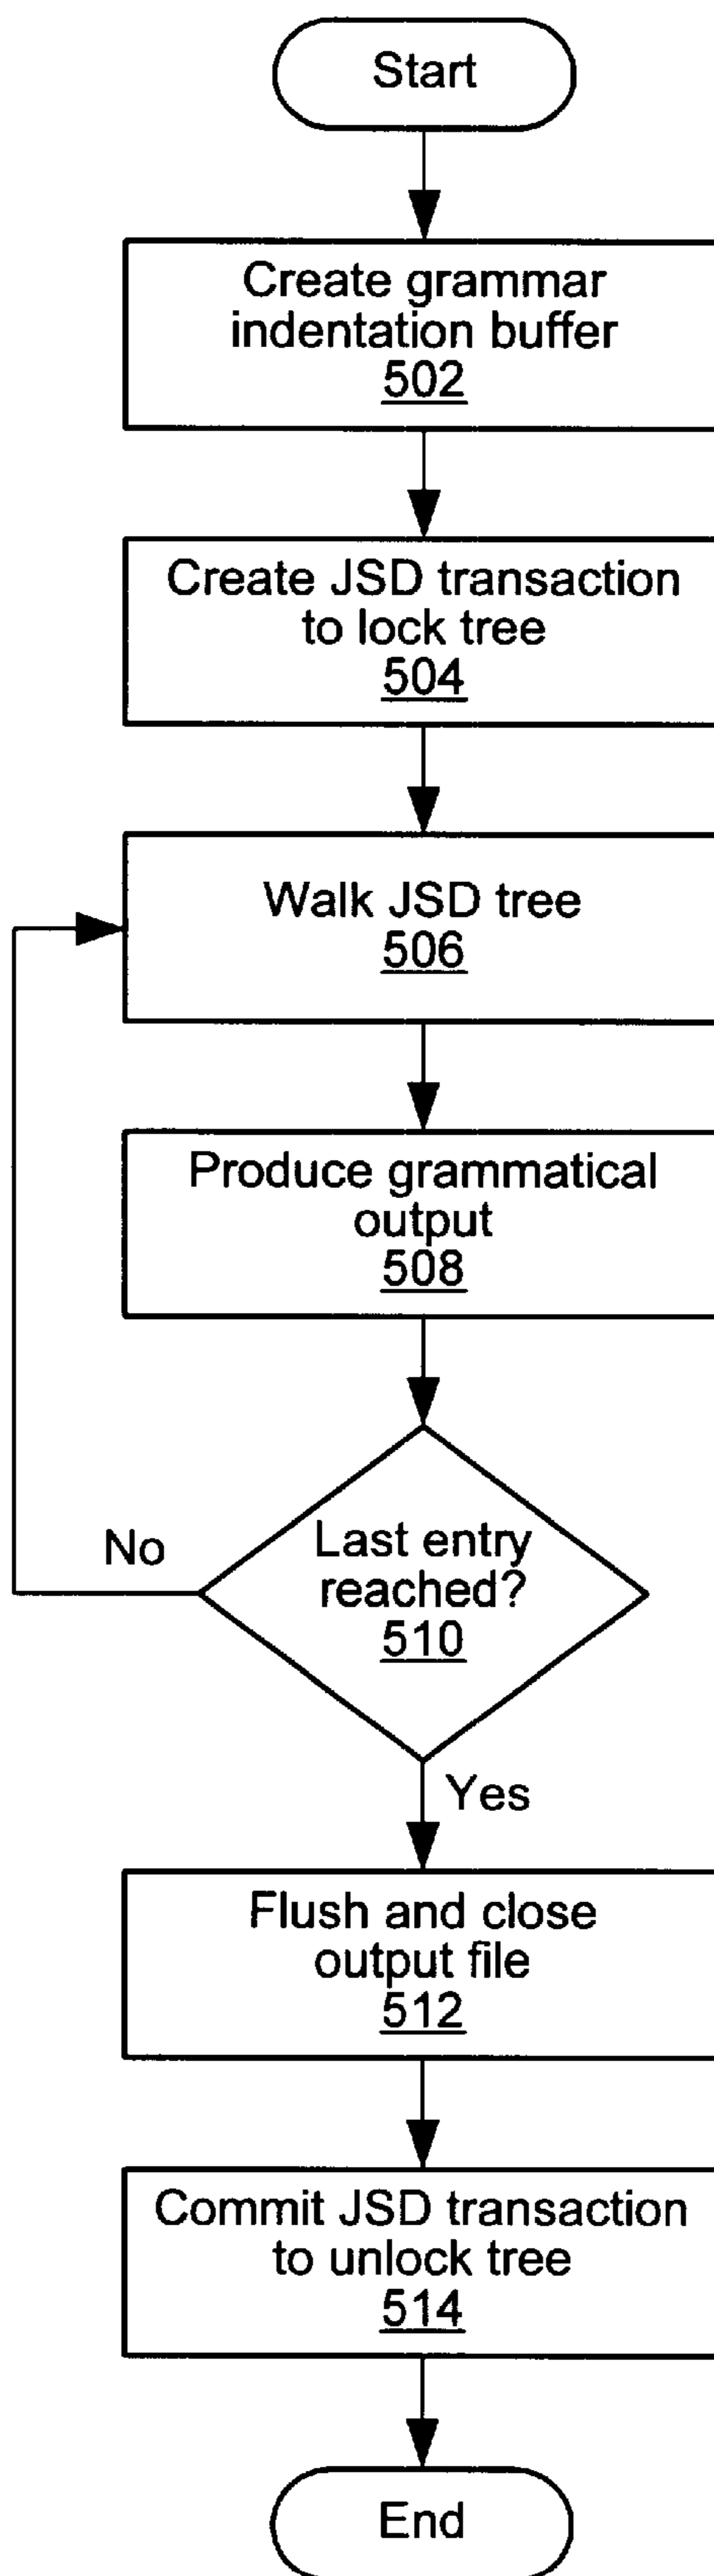 Start
Create grammar
indentation buffer
502
Create JSD transaction
to lock tree
504
Walk JSD tree
506
Produce grammatical
output
508
Last entry
reached?
510
No
Yes
Flush and close
output file
512
Commit JSD transaction
to unlock tree
514
End